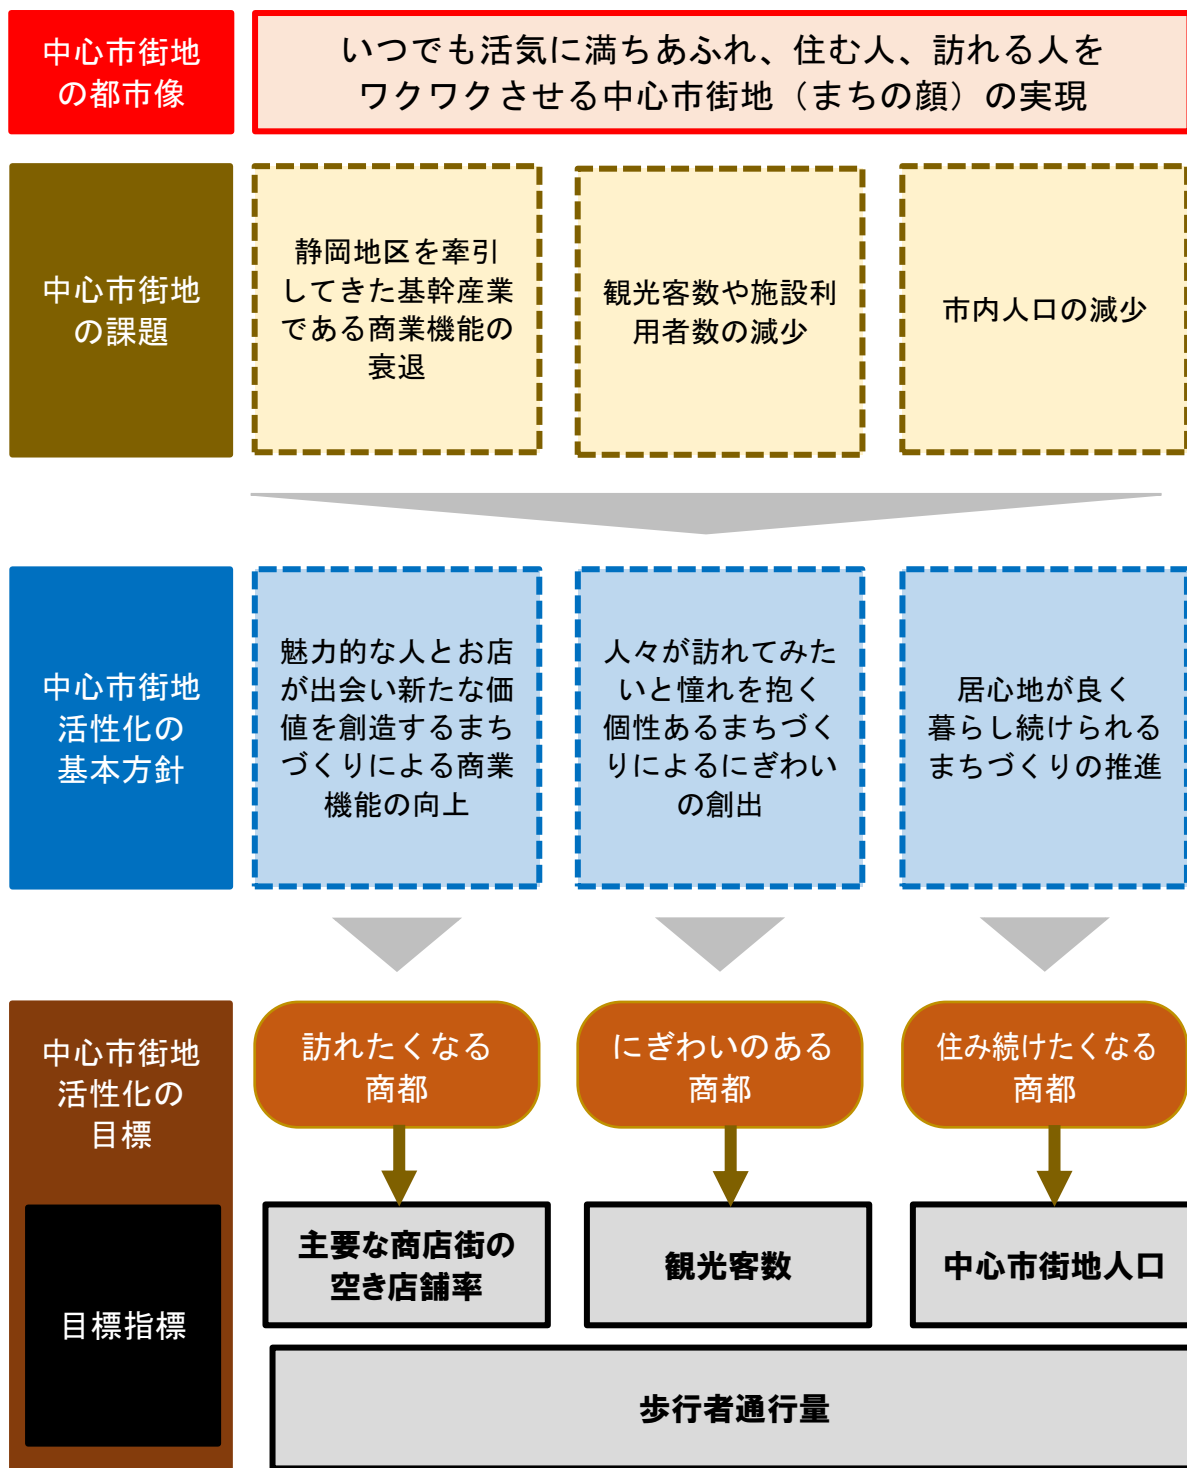 中心市街地
の都市像
いつでも活気に満ちあふれ、住む人、訪れる人を
ワクワクさせる中心市街地（まちの顔）の実現
中心市街地
の課題
静岡地区を牽引
してきた基幹産業
である商業機能の
衰退
観光客数や施設利
用者数の減少
市内人口の減少
中心市街地
活性化の
基本方針
魅力的な人とお店
が出会い新たな価
値を創造するまち
づくりによる商業
機能の向上
人々が訪れてみた
いと憧れを抱く
個性あるまちづく
りによるにぎわい
の創出
居心地が良く
暮らし続けられる
まちづくりの推進
中心市街地
活性化の
目標
訪れたくなる
商都
にぎわいのある
商都
住み続けたくなる
商都
目標指標
主要な商店街の
空き店舗率
観光客数
中心市街地人口
歩行者通行量